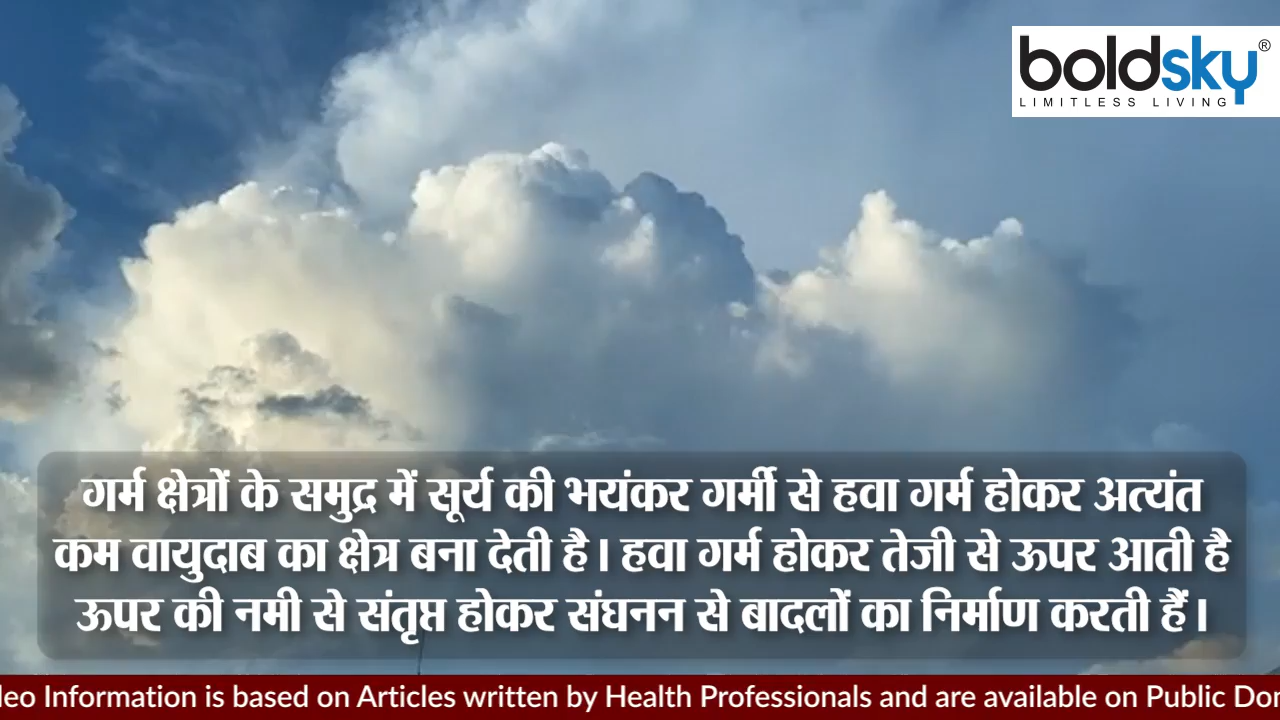 boldsky®
LIMITLESS LIVING
गर्म क्षेत्रों के समुद्र में सूर्य की भयंकर गर्मी से हवा गर्म होकर अत्यंत
कम वायुदाब का क्षेत्र बना देती है। हवा गर्म होकर तेजी से ऊपर आती है
ऊपर की नमी से संतृप्त होकर संघनन से बादलों का निर्माण करती हैं।
Information is based on Articles written by Health Professionals and are available on Public